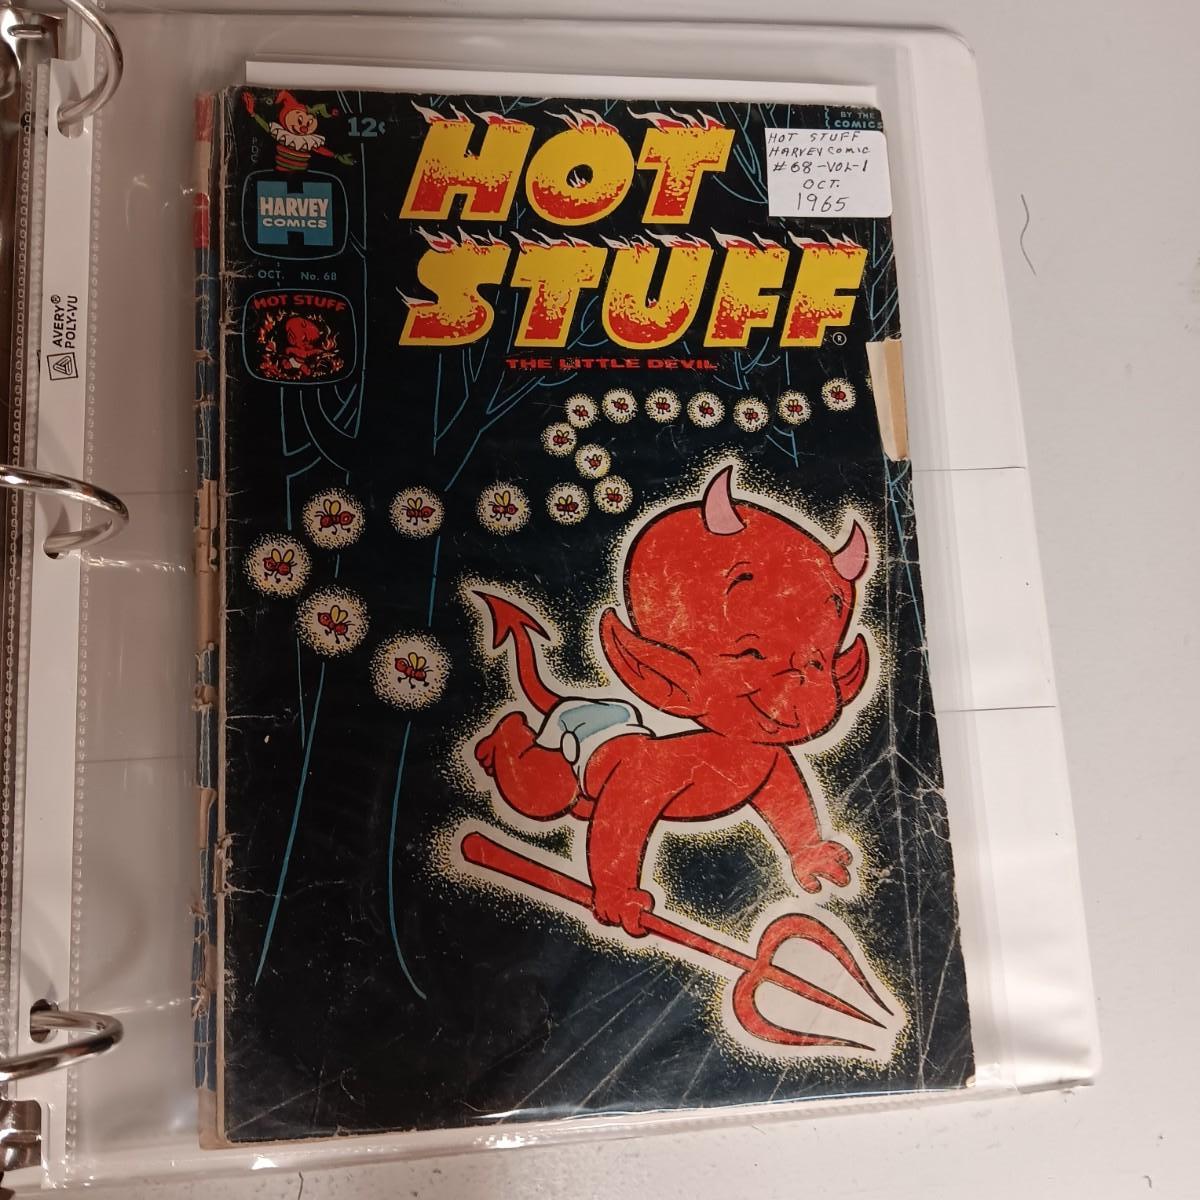 12¢
HOT
STUFF
®
THE LITTLE DEVIL
BY THE
COMICS
HOT STUFF
HARVEY COMIC
#68-VOL-1
OCT.
1965
HARVEY
COMICS
OCT. No. 68
HOT STUFF
AVERY®
POLY-VU